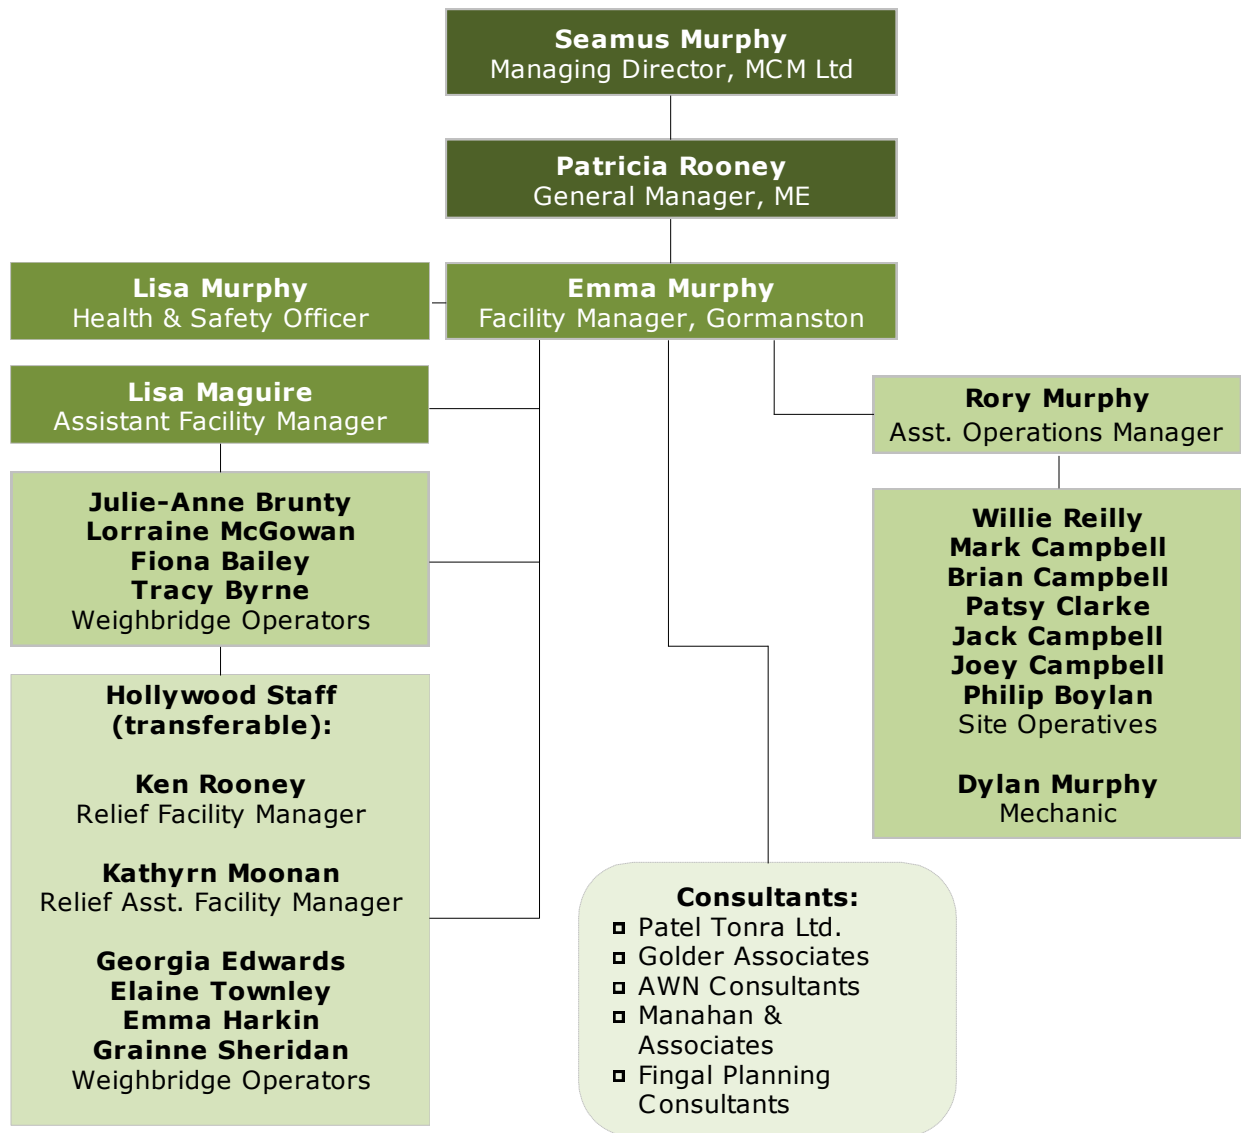 Seamus Murphy
Managing Director, MCM Ltd
Patricia Rooney
General Manager, ME
Lisa Murphy
Health & Safety Officer
Emma Murphy
Facility Manager, Gormanston
Lisa Maguire
Assistant Facility Manager
Rory Murphy
Asst. Operations Manager
Julie-Anne Brunty
Lorraine McGowan
Fiona Bailey
Tracy Byrne
Weighbridge Operators
Willie Reilly
Mark Campbell
Brian Campbell
Patsy Clarke
Jack Campbell
Joey Campbell
Philip Boylan
Site Operatives
Dylan Murphy
Mechanic
Hollywood Staff
(transferable):
Ken Rooney
Relief Facility Manager
Kathyrn Moonan
Relief Asst. Facility Manager
Georgia Edwards
Elaine Townley
Emma Harkin
Grainne Sheridan
Weighbridge Operators
Consultants:
Patel Tonra Ltd.
Golder Associates
AWN Consultants
Manahan &
Associates
Fingal Planning
Consultants